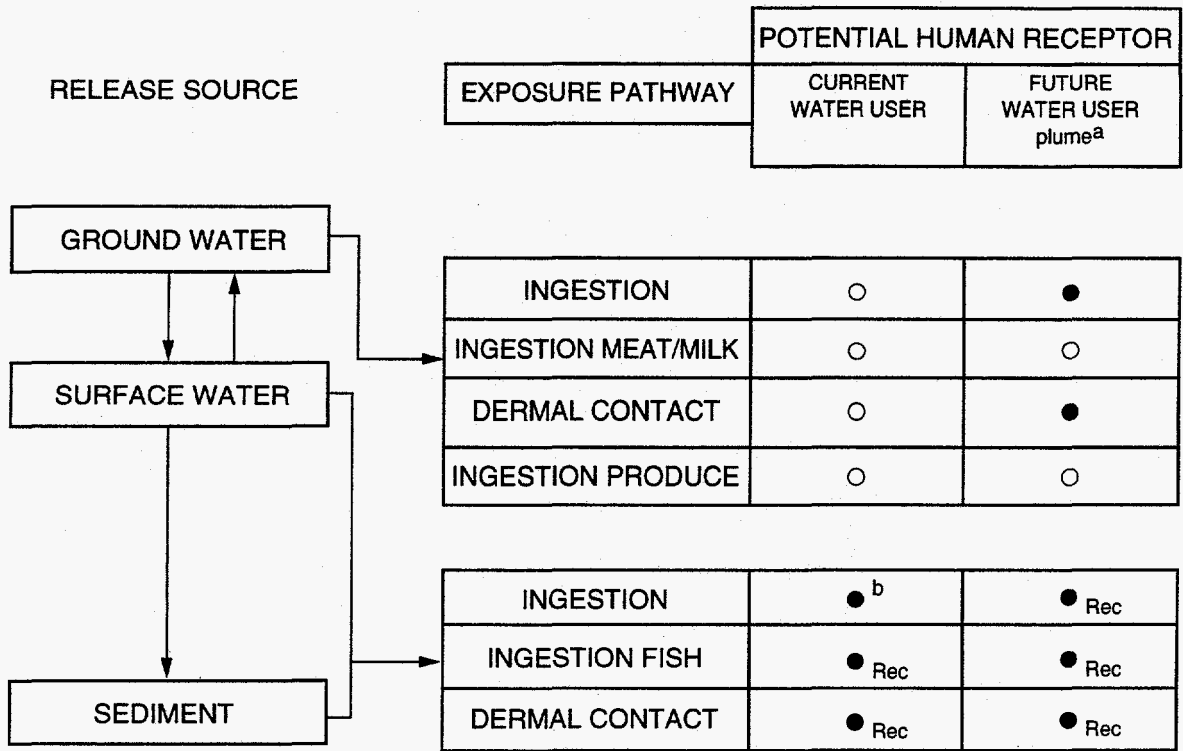 RELEASE SOURCE
POTENTIAL HUMAN RECEPTOR
EXPOSURE PATHWAY
CURRENT
WATER USER
FUTURE
WATER USER
plumea
GROUND WATER
SURFACE WATER
SEDIMENT
INGESTION
INGESTION MEAT/MILK
DERMAL CONTACT
INGESTION PRODUCE
INGESTION b Rec
INGESTION FISH Rec Rec
DERMAL CONTACT Rec Rec